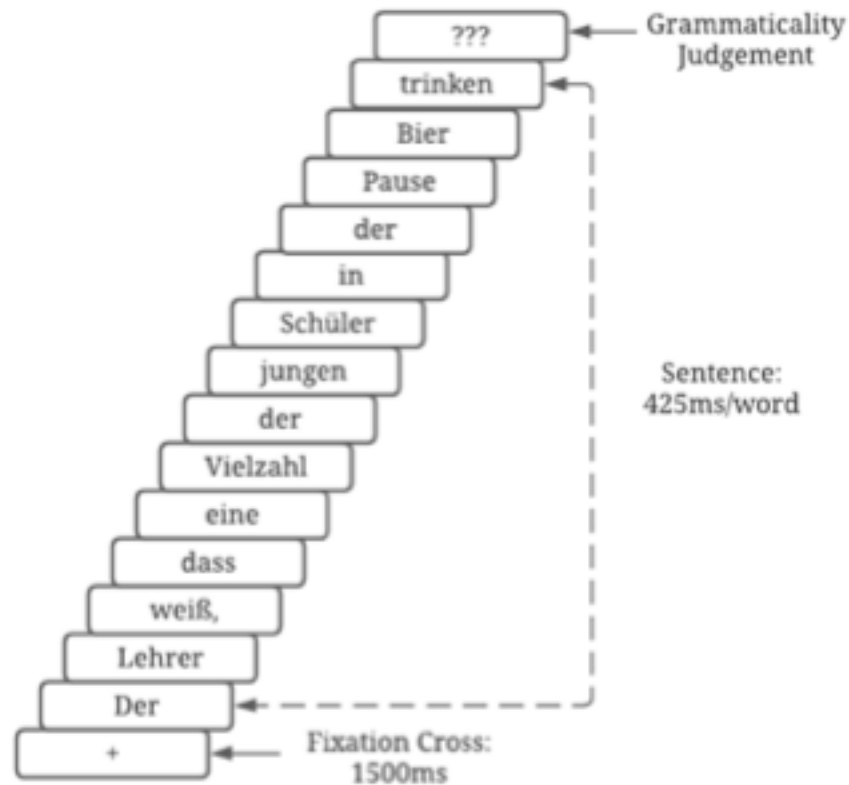 ???
Grammaticality
Judgement
trinken
Bier
Pause
der
in
Schüler
jungen
Sentence:
425ms/word
der
Vielzahl
eine
dass
weiß,
Lehrer
Der
+
Fixation Cross:
1500ms